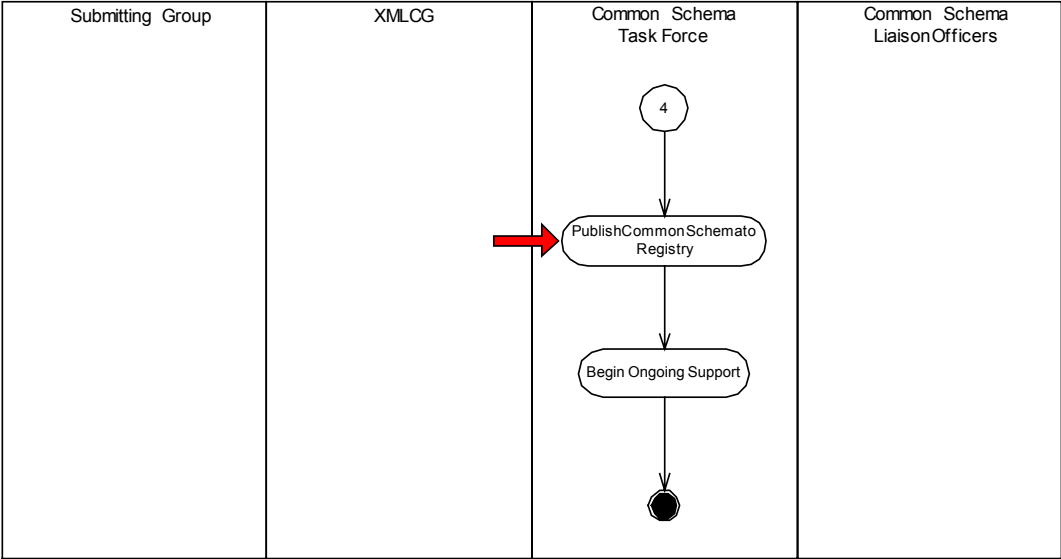 Submitting Group
XMLCG
Common Schema
Task Force
Common Schema
LiaisonOfficers
4
PublishCommonSchemato
Registry
Begin Ongoing Support